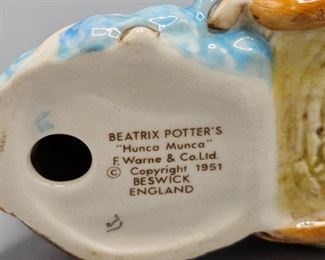 BEATRIX POTTER'S
"Hunca Munca"
F. Warne & Co. Ltd.
© Copyright 1951
BESWICK
ENGLAND